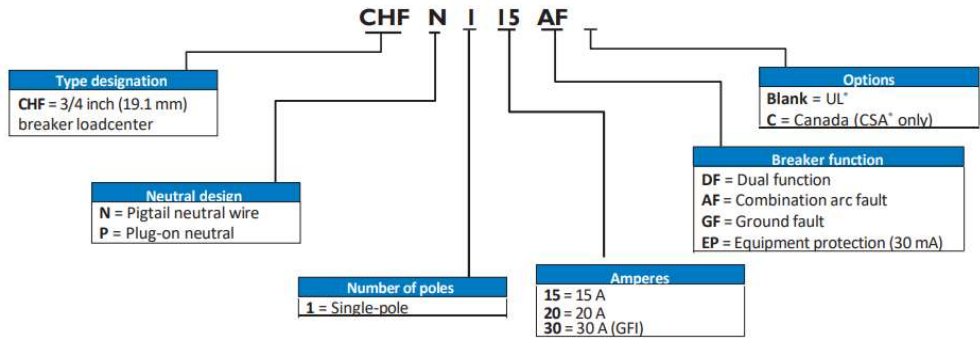 CHF N 1 15 AF _
Type designation
CHF = 3/4 inch (19.1 mm)
breaker loadcenter
Options
Blank = UL*
C = Canada (CSA* only)
Breaker function
DF = Dual function
AF = Combination arc fault
GF = Ground fault
EP = Equipment protection (30 mA)
Neutral design
N = Pigtail neutral wire
P = Plug-on neutral
Number of poles
1 = Single-pole
Amperes
15 = 15 A
20 = 20 A
30 = 30 A (GFI)